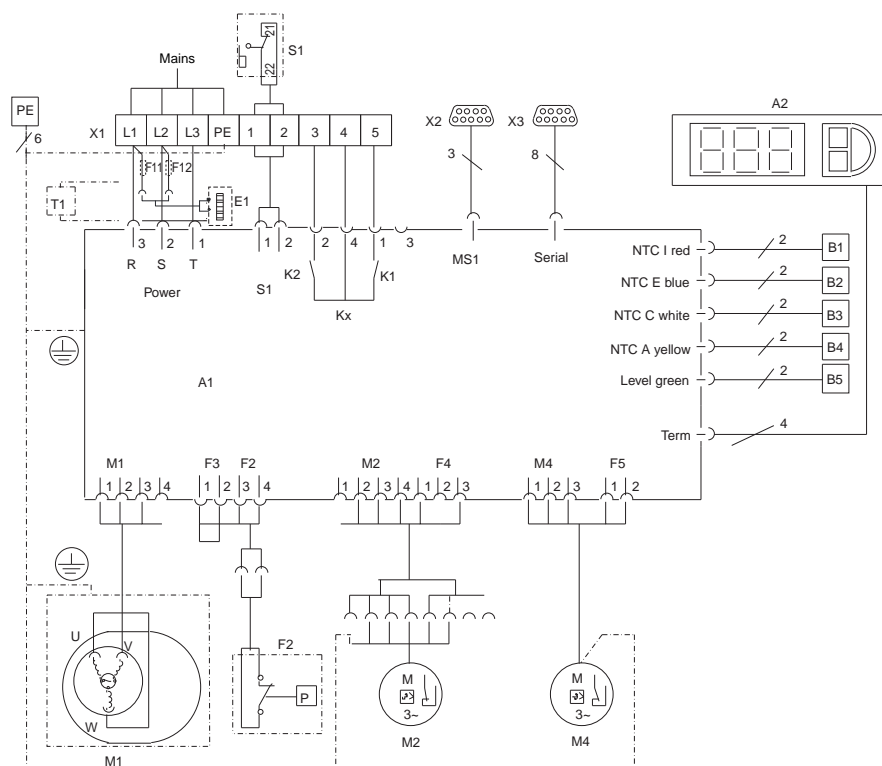 21
22
S1
Mains
PE
6
X1 L1 L2 L3 PE 1 2 3 4 5
X2
X3
3
8
A2
F11 F12
T1
E1
3 2 1
R S T
Power
1 2
S1
2 4 1 3
K2 K1
Kx
MS1
Serial
NTC I red 2 B1
NTC E blue 2 B2
NTC C white 2 B3
NTC A yellow 2 B4
Level green 2 B5
A1
Term 4
M1 F3 F2 M2 F4 M4 F5
1 2 3 4 1 2 3 4 1 2 3 4 1 2 3 1 2 3 1 2
U V
W
M1
F2
P
M
3~
M2
M
3~
M4